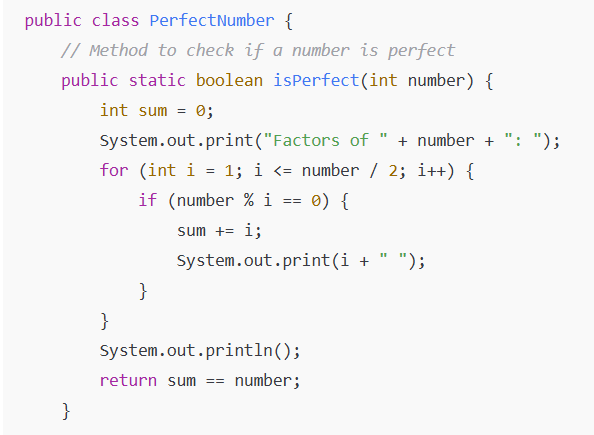 public class PerfectNumber {
    // Method to check if a number is perfect
    public static boolean isPerfect(int number) {
        int sum = 0;
        System.out.print("Factors of " + number + ": ");
        for (int i = 1; i <= number / 2; i++) {
            if (number % i == 0) {
                sum += i;
                System.out.print(i + " ");
            }
        }
        System.out.println();
        return sum == number;
    }